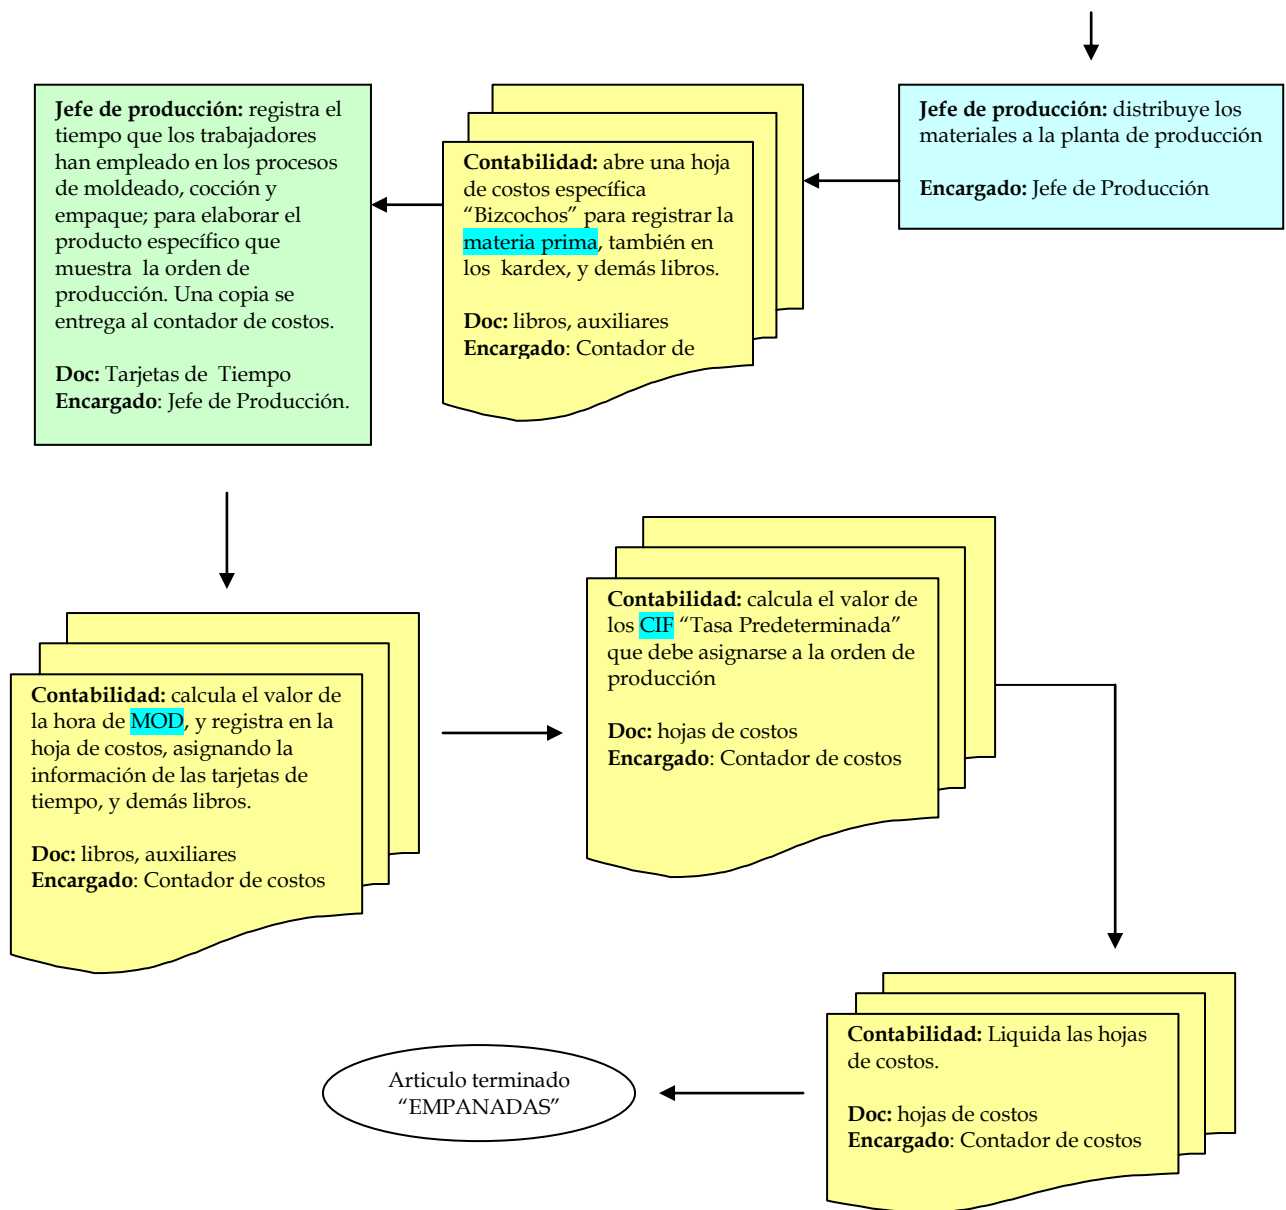 Jefe de producción: registra el
tiempo que los trabajadores
han empleado en los procesos
de moldeado, cocción y
empaque; para elaborar el
producto específico que
muestra la orden de
producción. Una copia se
entrega al contador de costos.
Doc: Tarjetas de Tiempo
Encargado: Jefe de Producción.
Contabilidad: abre una hoja
de costos específica
“Bizcochos” para registrar la
materia prima, también en
los kardex, y demás libros.
Doc: libros, auxiliares
Encargado: Contador de
Jefe de producción: distribuye los
materiales a la planta de producción
Encargado: Jefe de Producción
Contabilidad: calcula el valor de
la hora de MOD, y registra en la
hoja de costos, asignando la
información de las tarjetas de
tiempo, y demás libros.
Doc: libros, auxiliares
Encargado: Contador de costos
Contabilidad: calcula el valor de
los CIF “Tasa Predeterminada”
que debe asignarse a la orden de
producción
Doc: hojas de costos
Encargado: Contador de costos
Contabilidad: Liquida las hojas
de costos.
Doc: hojas de costos
Encargado: Contador de costos
Articulo terminado
“EMPANADAS”